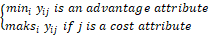 min_i y_ij is an advantage attribute
maks_i y_ij if j is a cost attribute